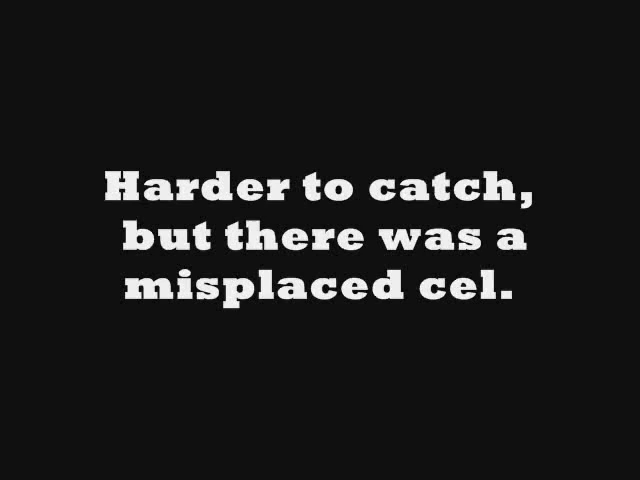 Harder to catch,
but there was a
misplaced cel.